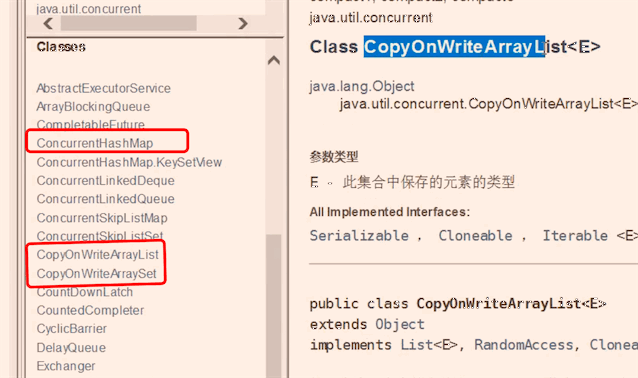 java.util.concurrent
Classes
AbstractExecutorService
ArrayBlockingQueue
CompletableFuture
ConcurrentHashMap
ConcurrentHashMap.KeySetView
ConcurrentLinkedDeque
ConcurrentLinkedQueue
ConcurrentSkipListMap
ConcurrentSkipListSet
CopyOnWriteArrayList
CopyOnWriteArraySet
CountDownLatch
CountedCompleter
CyclicBarrier
DelayQueue
Exchanger
java.util.concurrent
Class CopyOnWriteArrayList<E>
java.lang.Object
java.util.concurrent.CopyOnWriteArrayList<E>
参数类型
E - 此集合中保存的元素的类型
All Implemented Interfaces:
Serializable , Cloneable , Iterable <E>
public class CopyOnWriteArrayList<E>
extends Object
implements List<E>, RandomAccess, Clonea